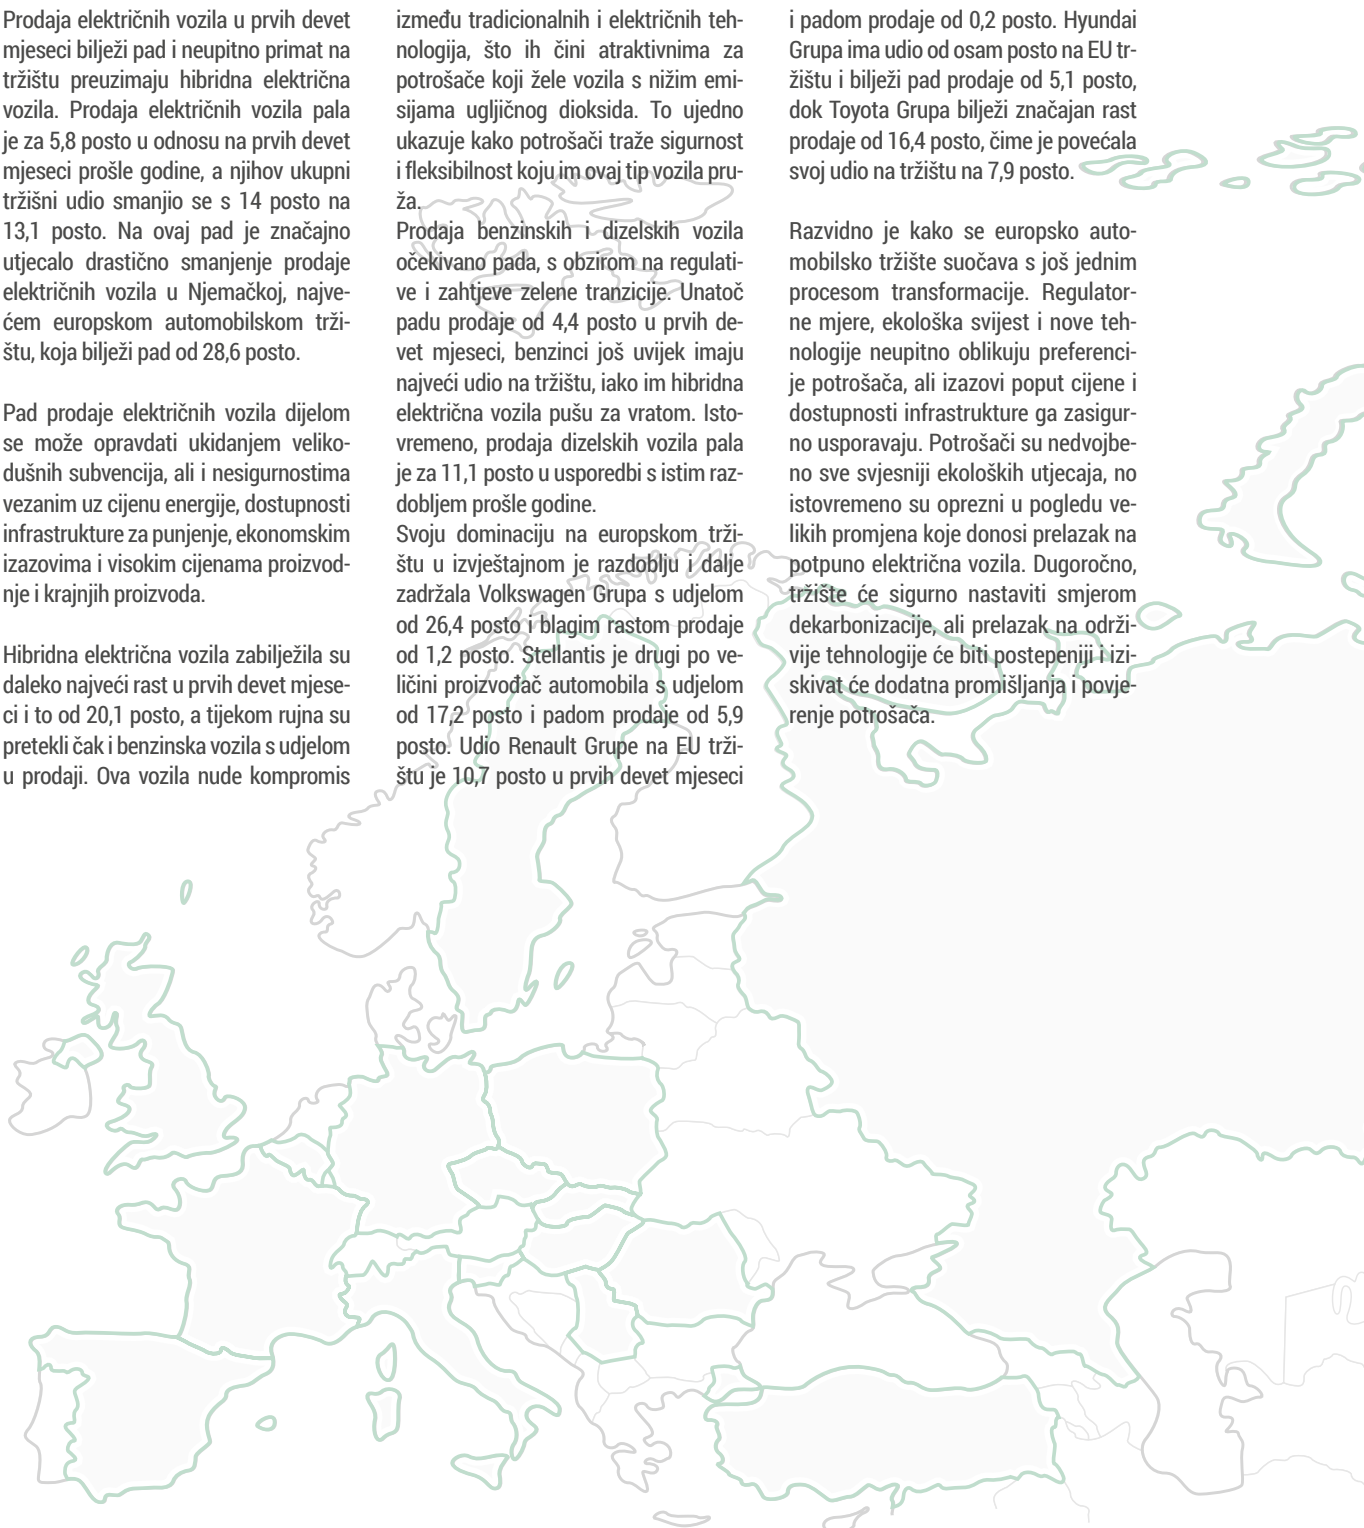 Prodaja električnih vozila u prvih devet
mjeseci bilježi pad i neupitno primat na
tržištu preuzimaju hibridna električna
vozila. Prodaja električnih vozila pala
je za 5,8 posto u odnosu na prvih devet
mjeseci prošle godine, a njihov ukupni
tržišni udio smanjio se s 14 posto na
13,1 posto. Na ovaj pad je značajno
utjecalo drastično smanjenje prodaje
električnih vozila u Njemačkoj, najve-
ćem europskom automobilskom trži-
štu, koja bilježi pad od 28,6 posto.
Pad prodaje električnih vozila dijelom
se može opravdati ukidanjem veliko-
dušnih subvencija, ali i nesigurnostima
vezanim uz cijenu energije, dostupnosti
infrastrukture za punjenje, ekonomskim
izazovima i visokim cijenama proizvod-
nje i krajnjih proizvoda.
Hibridna električna vozila zabilježila su
daleko najveći rast u prvih devet mjese-
ci i to od 20,1 posto, a tijekom rujna su
pretekli čak i benzinska vozila s udjelom
u prodaji. Ova vozila nude kompromis
između tradicionalnih i električnih teh-
nologija, što ih čini atraktivnima za
potrošače koji žele vozila s nižim emi-
sijama ugljičnog dioksida. To ujedno
ukazuje kako potrošači traže sigurnost
i fleksibilnost koju im ovaj tip vozila pru-
ža.
Prodaja benzinskih i dizelskih vozila
očekivano pada, s obzirom na regulati-
ve i zahtjeve zelene tranzicije. Unatoč
padu prodaje od 4,4 posto u prvih de-
vet mjeseci, benzinci još uvijek imaju
najveći udio na tržištu, iako im hibridna
električna vozila pušu za vratom. Isto-
vremeno, prodaja dizelskih vozila pala
je za 11,1 posto u usporedbi s istim raz-
dobljem prošle godine.
Svoju dominaciju na europskom trži-
štu u izvještajnom je razdoblju i dalje
zadržala Volkswagen Grupa s udjelom
od 26,4 posto i blagim rastom prodaje
od 1,2 posto. Stellantis je drugi po ve-
ličini proizvođač automobila s udjelom
od 17,2 posto i padom prodaje od 5,9
posto. Udio Renault Grupe na EU trži-
štu je 10,7 posto u prvih devet mjeseci
i padom prodaje od 0,2 posto. Hyundai
Grupa ima udio od osam posto na EU tr-
žištu i bilježi pad prodaje od 5,1 posto,
dok Toyota Grupa bilježi značajan rast
prodaje od 16,4 posto, čime je povećala
svoj udio na tržištu na 7,9 posto.
Razvidno je kako se europsko auto-
mobilsko tržište suočava s još jednim
procesom transformacije. Regulator-
ne mjere, ekološka svijest i nove teh-
nologije neupitno oblikuju preferenci-
je potrošača, ali izazovi poput cijene i
dostupnosti infrastrukture ga zasigur-
no usporavaju. Potrošači su nedvojbe-
no sve svjesniji ekoloških utjecaja, no
istovremeno su oprezni u pogledu ve-
likih promjena koje donosi prelazak na
potpuno električna vozila. Dugoročno,
tržište će sigurno nastaviti smjerom
dekarbonizacije, ali prelazak na održi-
vije tehnologije će biti postepeniji i izi-
skivat će dodatna promišljanja i povje-
renje potrošača.